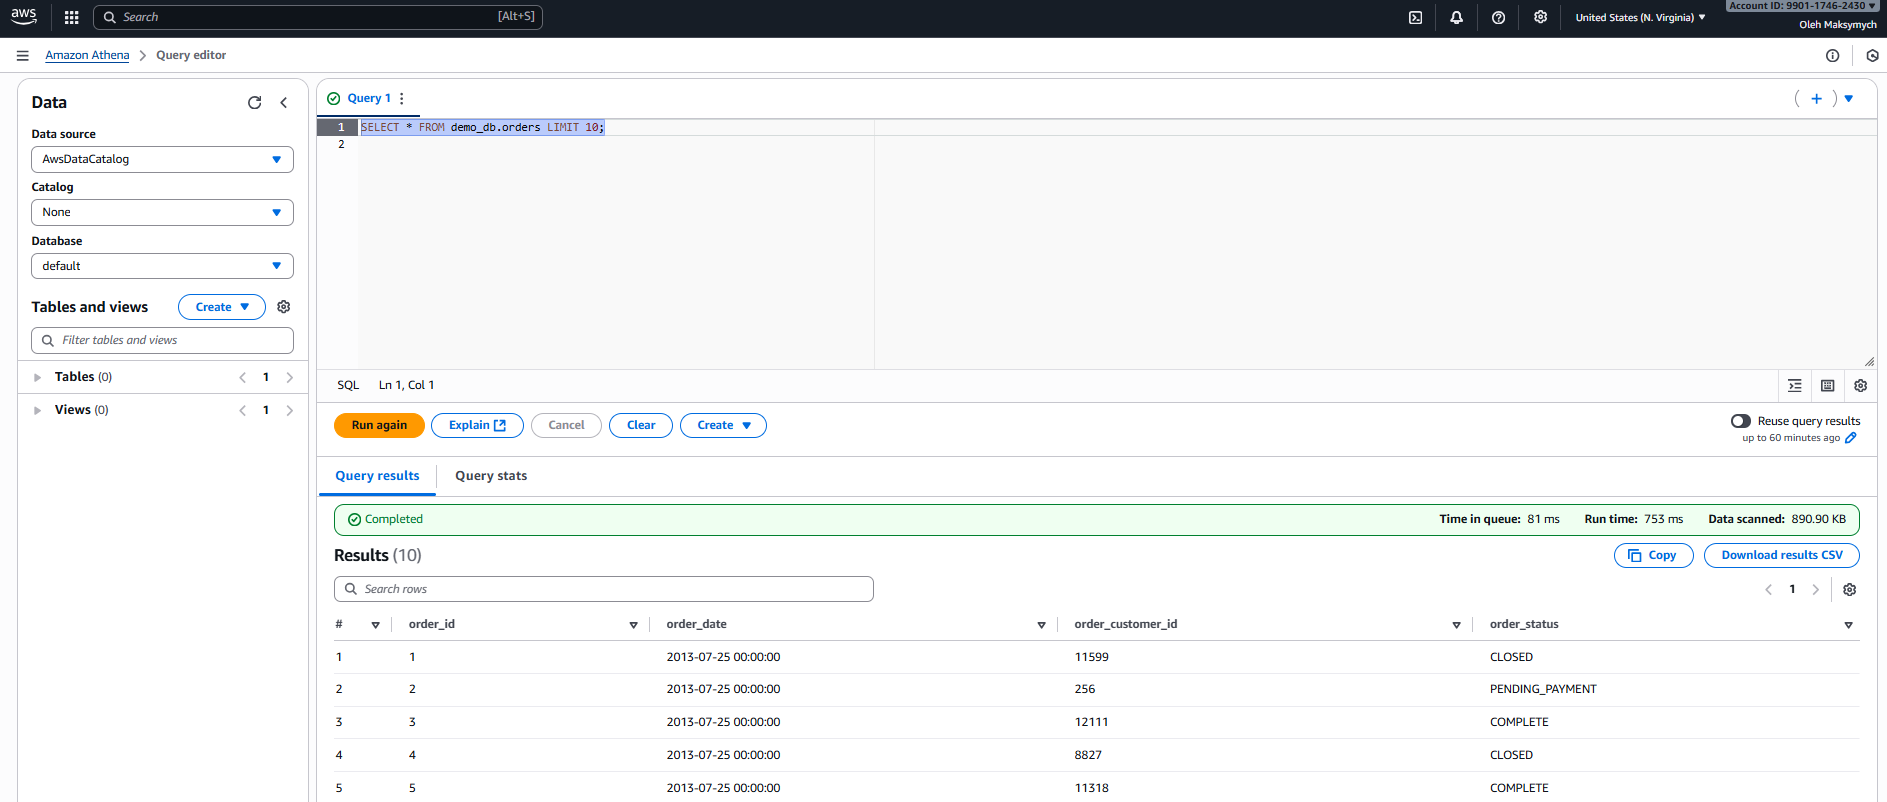 aws Search [Alt+S] United States (N. Virginia) Account ID: 9901-1746-2430
Oleh Maksymych
Amazon Athena Query editor
Data
Data source
AwsDataCatalog
Catalog
None
Database
default
Tables and views Create
Filter tables and views
Tables (0) 1
Views (0) 1
Query 1
1 SELECT * FROM demo_db.orders LIMIT 10;
2
SQL Ln 1, Col 1
Run again Explain Cancel Clear Create
Reuse query results
up to 60 minutes ago
Query results Query stats
Completed Time in queue: 81 ms Run time: 753 ms Data scanned: 890.90 KB
Results (10) Copy Download results CSV
Search rows 1
# order_id order_date order_customer_id order_status
1 1 2013-07-25 00:00:00 11599 CLOSED
2 2 2013-07-25 00:00:00 256 PENDING_PAYMENT
3 3 2013-07-25 00:00:00 12111 COMPLETE
4 4 2013-07-25 00:00:00 8827 CLOSED
5 5 2013-07-25 00:00:00 11318 COMPLETE